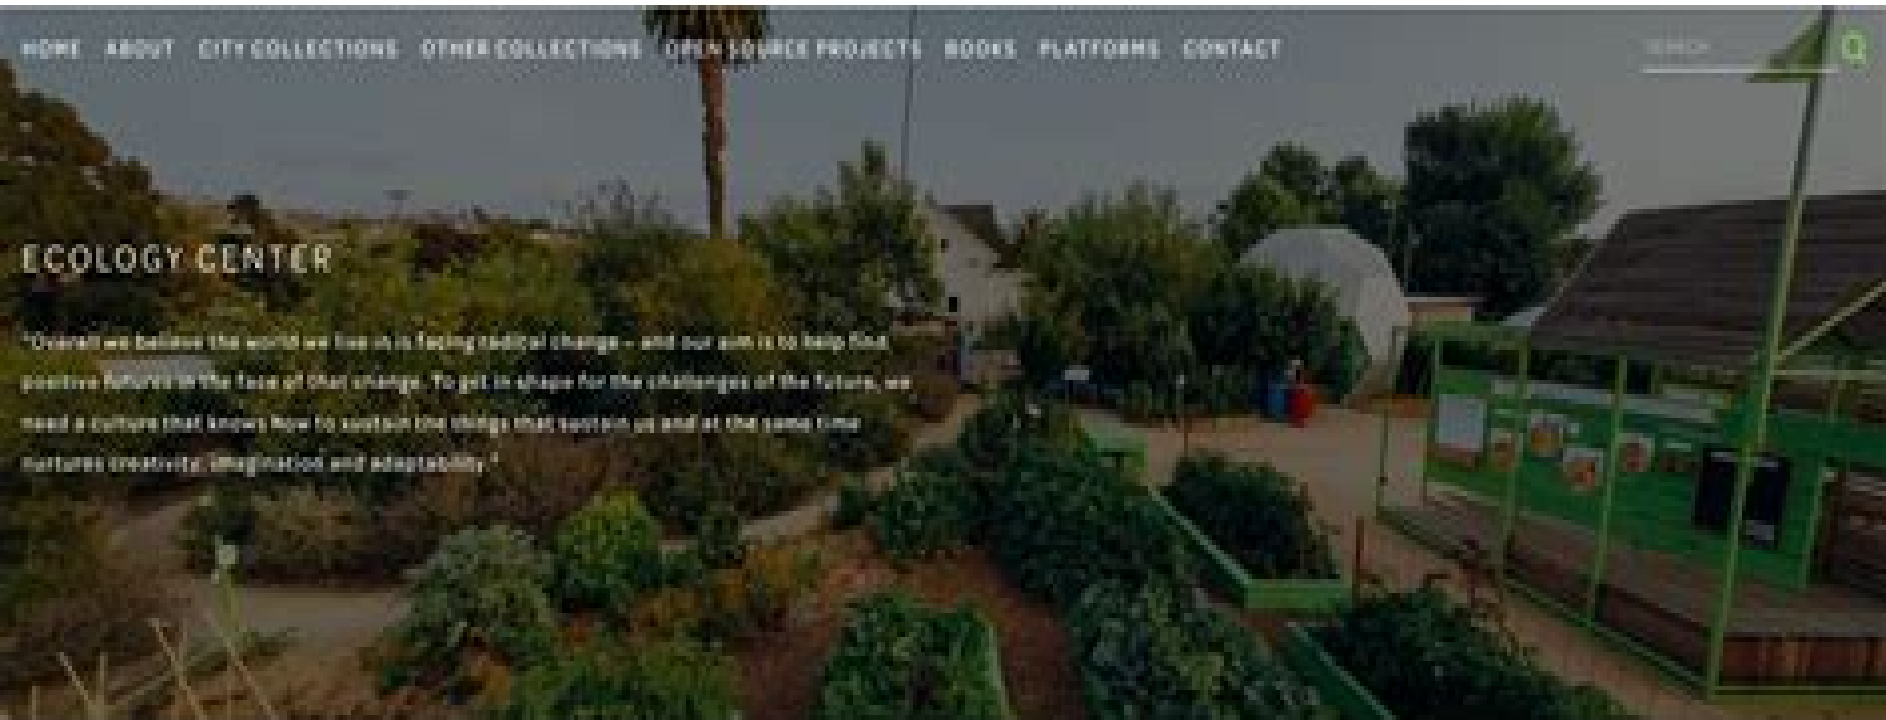 HOME ABOUT CITY COLLECTIONS OTHER COLLECTIONS OPEN SOURCE PROJECTS BOOKS PLATFORMS CONTACT
SEARCH
ECOLOGY CENTER
"Overall we believe the world we live in is facing radical change – and our aim is to help find
positive futures in the face of that change. To get in shape for the challenges of the future, we
need a culture that knows how to sustain the things that sustain us and at the same time
nurtures creativity, imagination and adaptability."